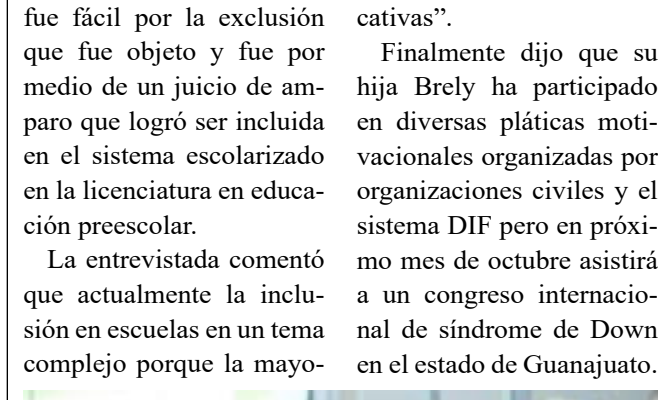 fue fácil por la exclusión
que fue objeto y fue por
medio de un juicio de am-
paro que logró ser incluida
en el sistema escolarizado
en la licenciatura en educa-
ción preescolar.
La entrevistada comentó
que actualmente la inclu-
sión en escuelas en un tema
complejo porque la mayo-
cativas”.
Finalmente dijo que su
hija Brely ha participado
en diversas pláticas moti-
vacionales organizadas por
organizaciones civiles y el
sistema DIF pero en próxi-
mo mes de octubre asistirá
a un congreso internacio-
nal de síndrome de Down
en el estado de Guanajuato.